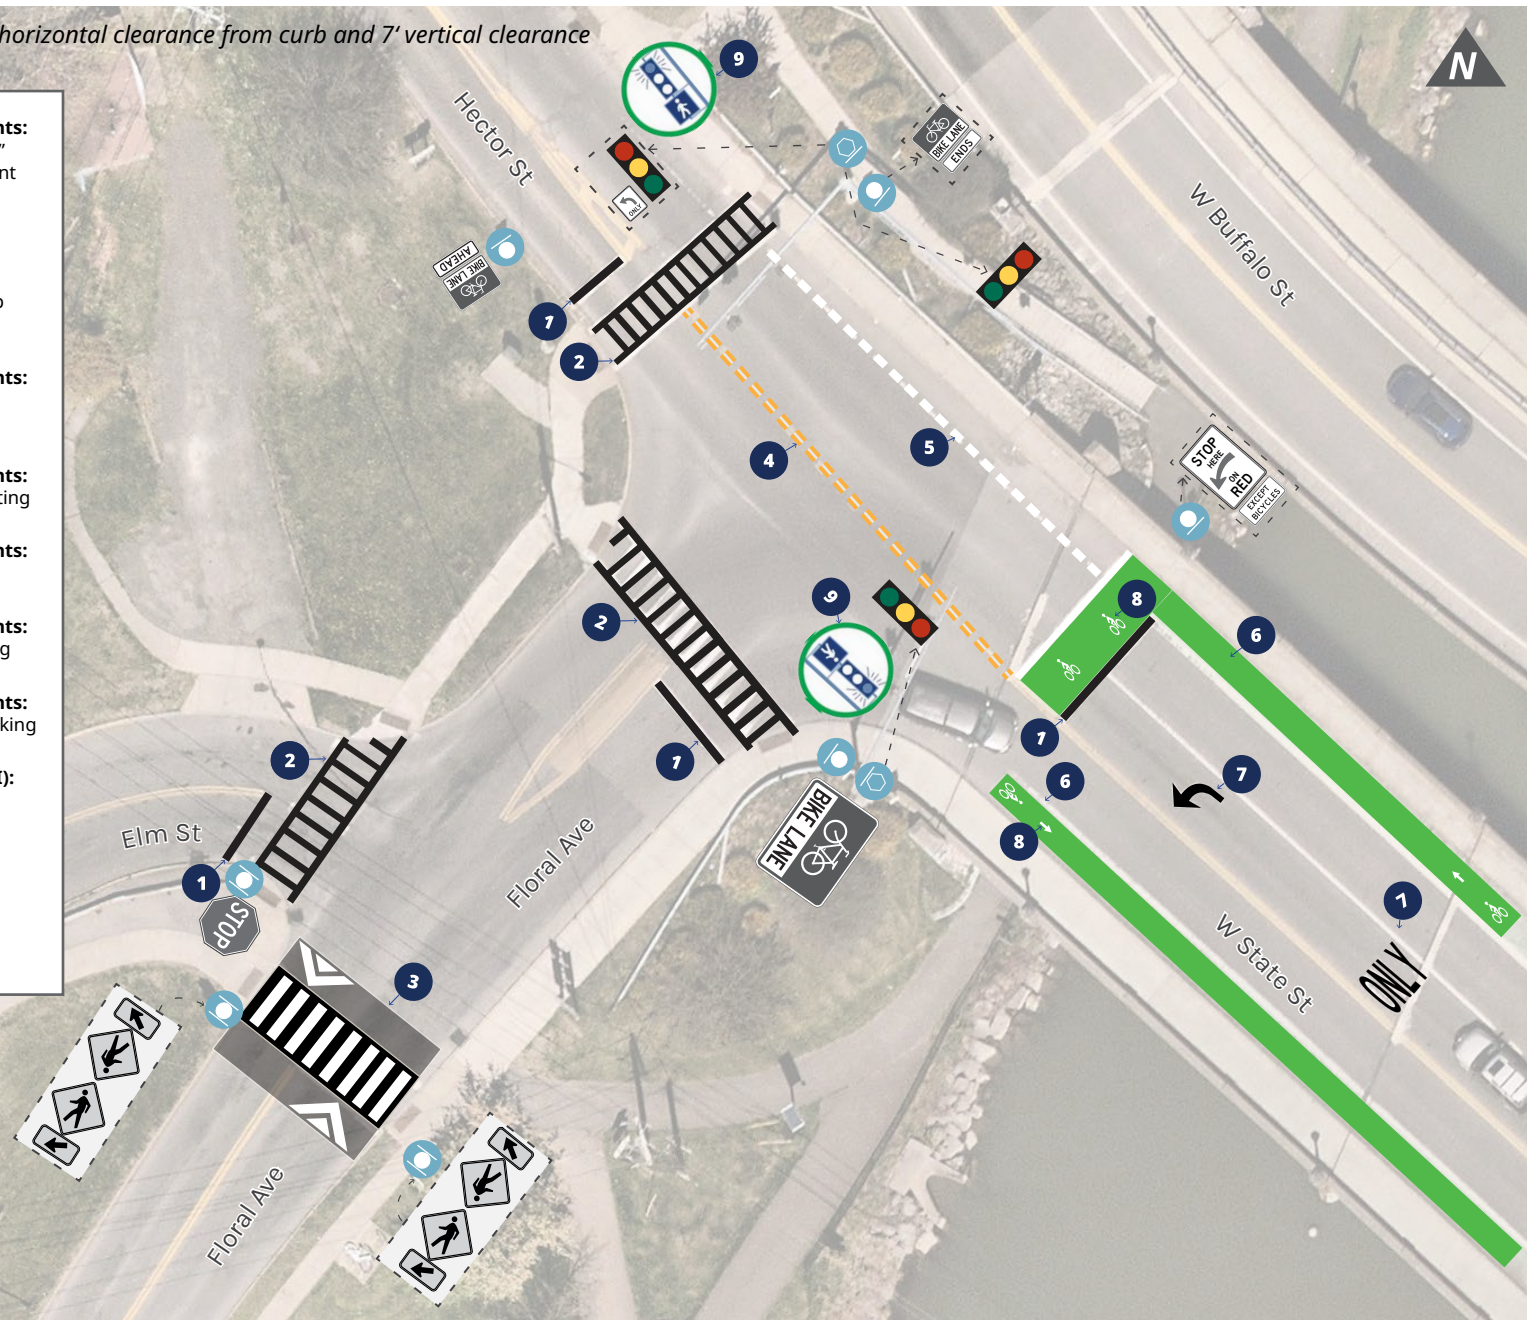 horizontal clearance from curb and 7' vertical clearance
N
nts:
”
nt
nts:
nts:
ting
nts:
nts:
g
nts:
king
):
9
Hector St
ONLY
BIKE LANE
ENDS
BIKE LANE
AHEAD
1
2
W Buffalo St
5
4
STOP
HERE
ON
RED
EXCEPT
BICYCLES
9
8
6
2
1
1
6
7
8
2
Elm St
1
STOP
Floral Ave
BIKE LANE
7
ONLY
W State St
3
Floral Ave